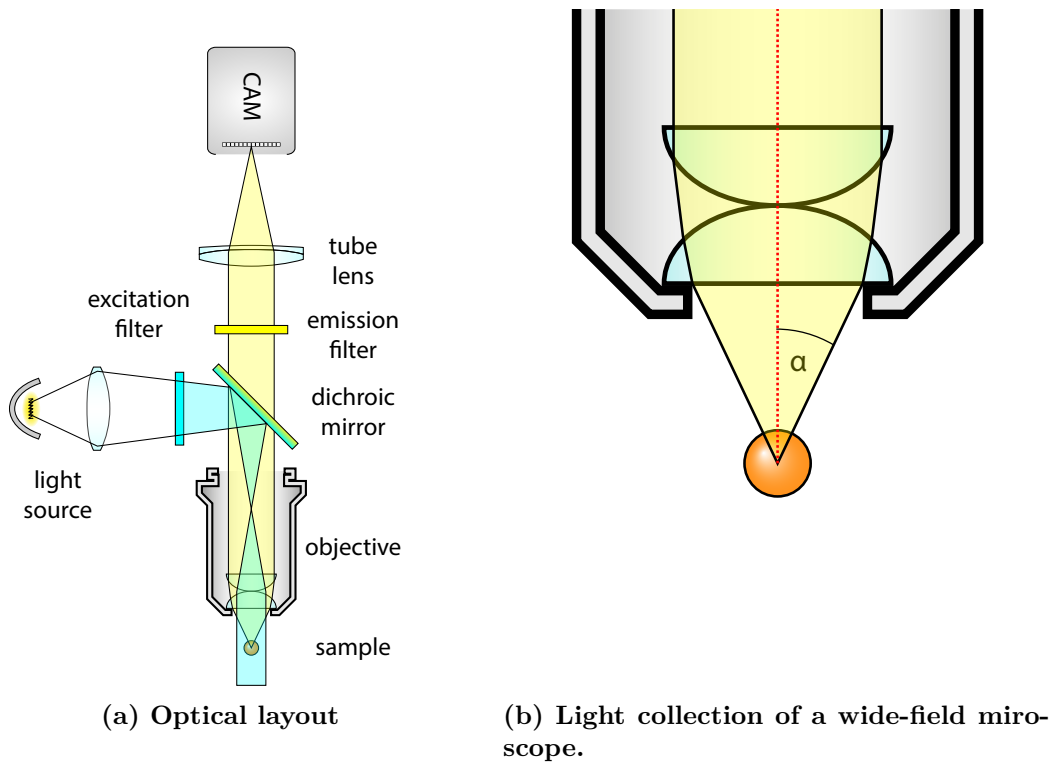 CAM
tube
lens
excitation
filter
emission
filter
dichroic
mirror
light
source
objective
sample
α
(a) Optical layout
(b) Light collection of a wide-field miro-
scope.